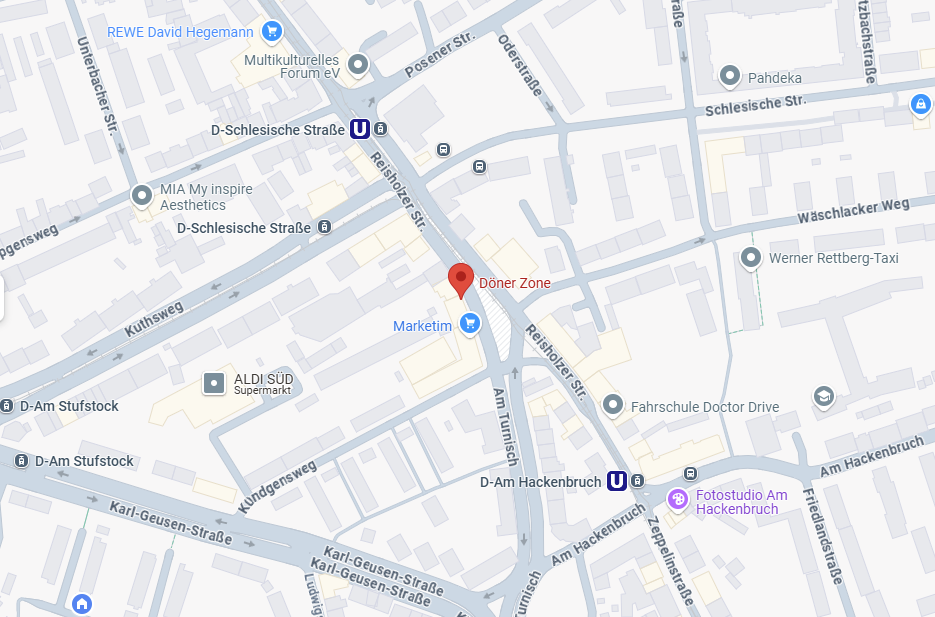 REWE David Hegemann
Multikulturelles
Forum eV
Posener Str.
Oderstraße
Unterbacher Str.
Pahdeka
Schlesische Str.
D-Schlesische Straße
U
Reisholzer Str.
MIA My inspire
Aesthetics
D-Schlesische Straße
Wäschlacker Weg
Werner Rettberg-Taxi
Döner Zone
Kuthsweg
Marketim
Reisholzer Str.
ALDI SÜD
Supermarkt
D-Am Stufstock
Am Turnisch
Fahrschule Doctor Drive
D-Am Stufstock
Kündgensweg
Am Hackenbruch
D-Am Hackenbruch
U
Fotostudio Am
Hackenbruch
Karl-Geusen-Straße
Am Hackenbruch
Zeppelinstraße
Friedlandstraße
Karl-Geusen-Straße
Karl-Geusen-Straße